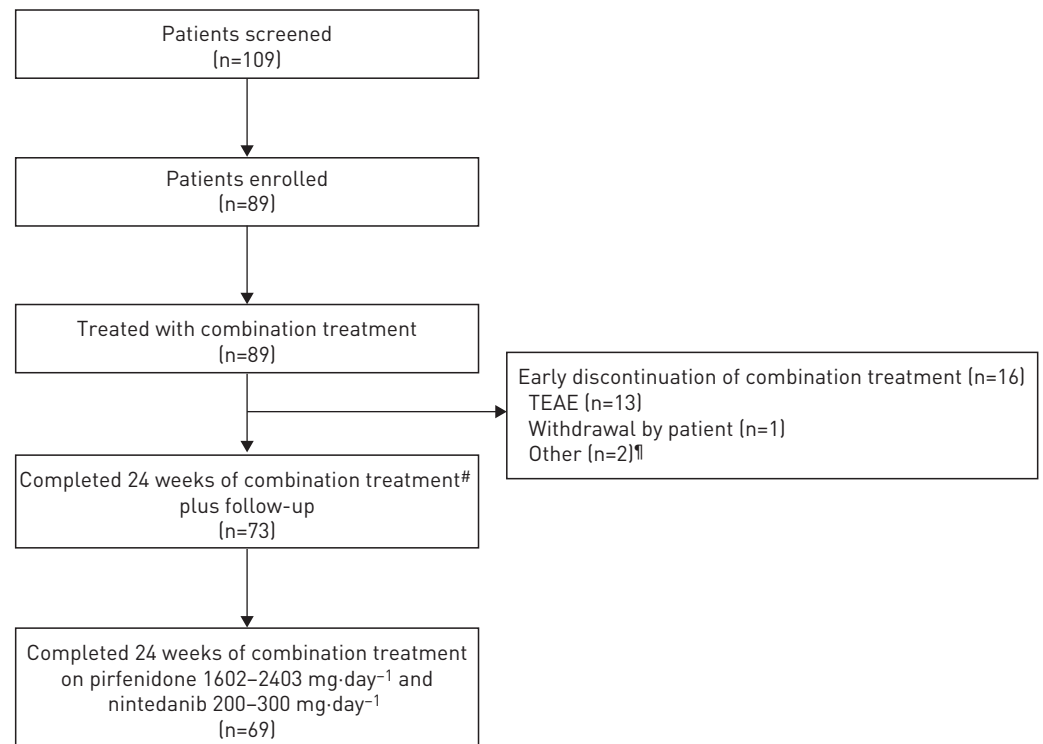 Patients screened
(n=109)
Patients enrolled
(n=89)
Treated with combination treatment
(n=89)
Early discontinuation of combination treatment (n=16)
TEAE (n=13)
Withdrawal by patient (n=1)
Other (n=2)¶
Completed 24 weeks of combination treatment#
plus follow-up
(n=73)
Completed 24 weeks of combination treatment
on pirfenidone 1602–2403 mg·day⁻¹ and
nintedanib 200–300 mg·day⁻¹
(n=69)